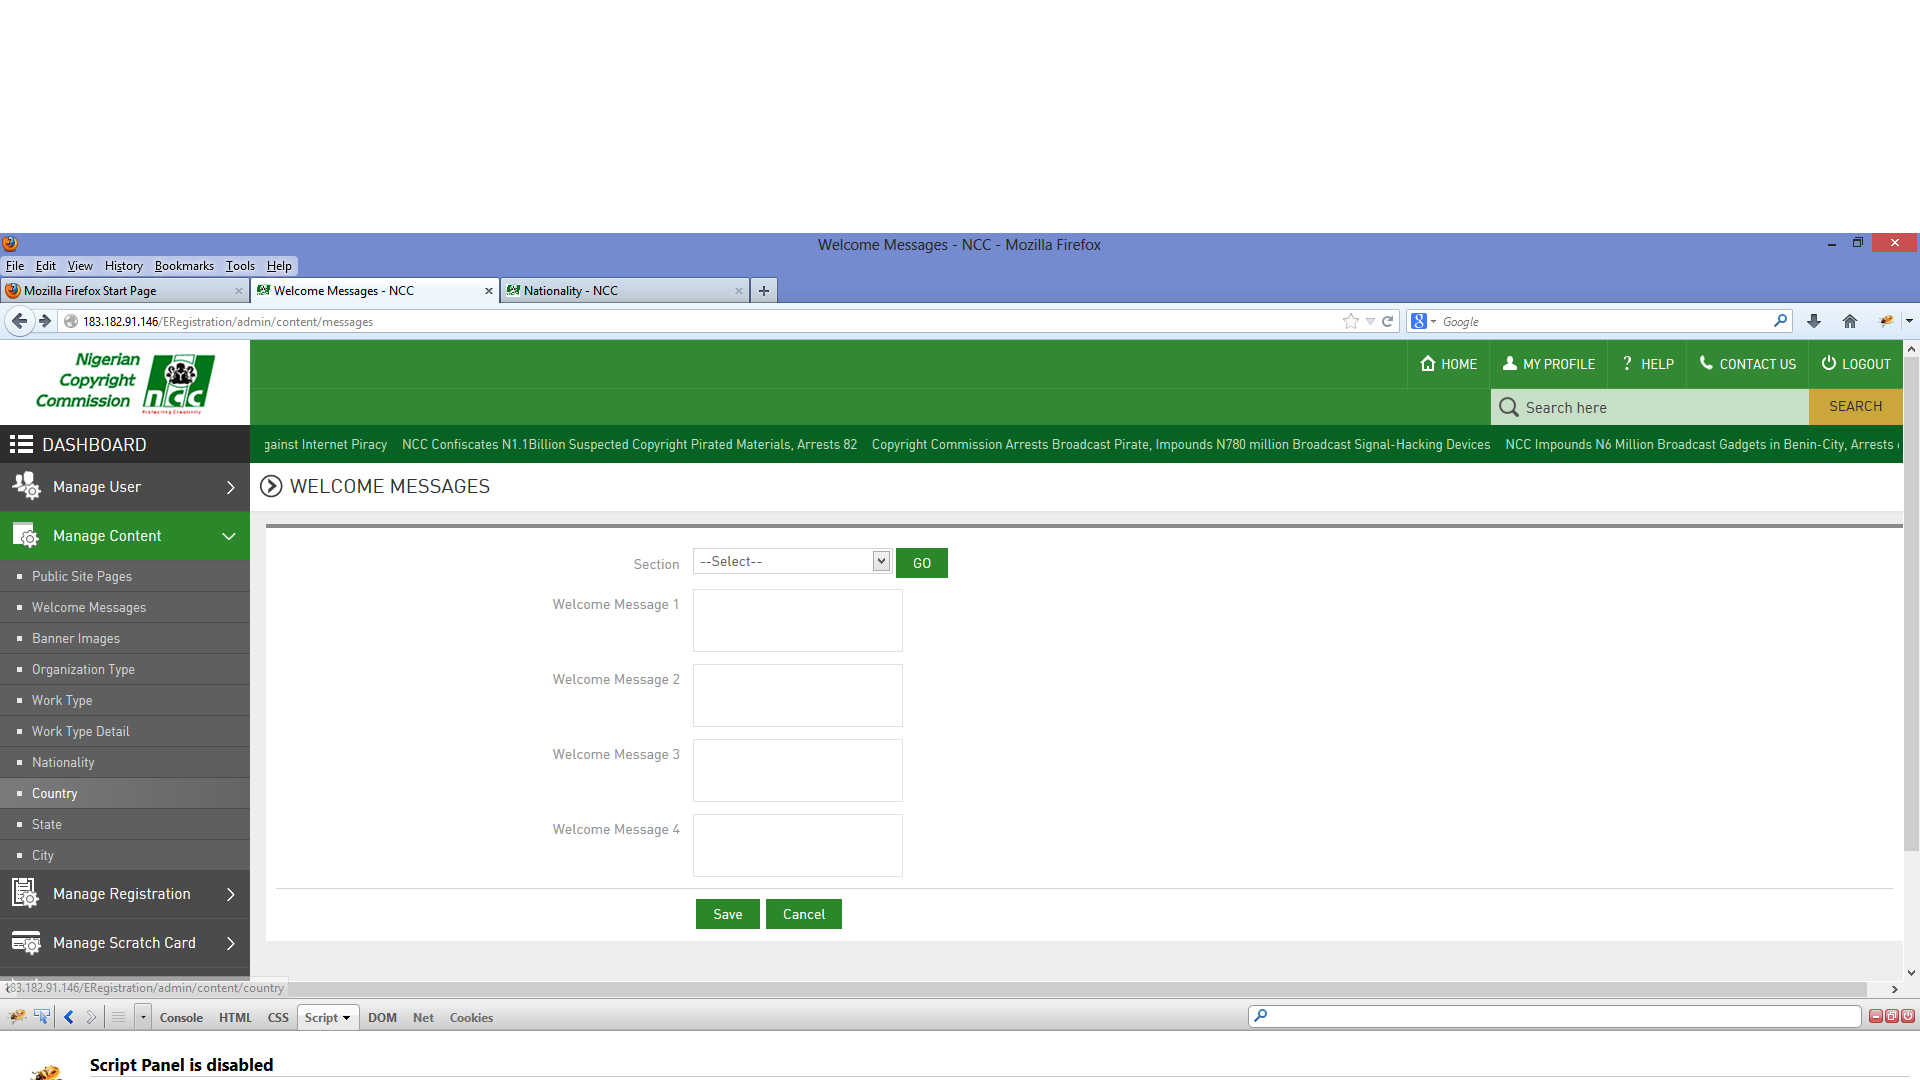 Welcome Messages - NCC - Mozilla Firefox
File Edit View History Bookmarks Tools Help
Mozilla Firefox Start Page
Welcome Messages - NCC
Nationality - NCC
183.182.91.146/ERegistration/admin/content/messages
Google
Nigerian
Copyright
Commission
ncc
Protecting Creativity
HOME
MY PROFILE
HELP
CONTACT US
LOGOUT
Search here
SEARCH
DASHBOARD
gainst Internet Piracy NCC Confiscates N1.1Billion Suspected Copyright Pirated Materials, Arrests 82 Copyright Commission Arrests Broadcast Pirate, Impounds N780 million Broadcast Signal-Hacking Devices NCC Impounds N6 Million Broadcast Gadgets in Benin-City, Arrests
Manage User
WELCOME MESSAGES
Manage Content
Public Site Pages
Welcome Messages
Banner Images
Organization Type
Work Type
Work Type Detail
Nationality
Country
State
City
Manage Registration
Manage Scratch Card
Section
--Select--
GO
Welcome Message 1
Welcome Message 2
Welcome Message 3
Welcome Message 4
Save
Cancel
183.182.91.146/ERegistration/admin/content/country
Console HTML CSS Script DOM Net Cookies
Script Panel is disabled